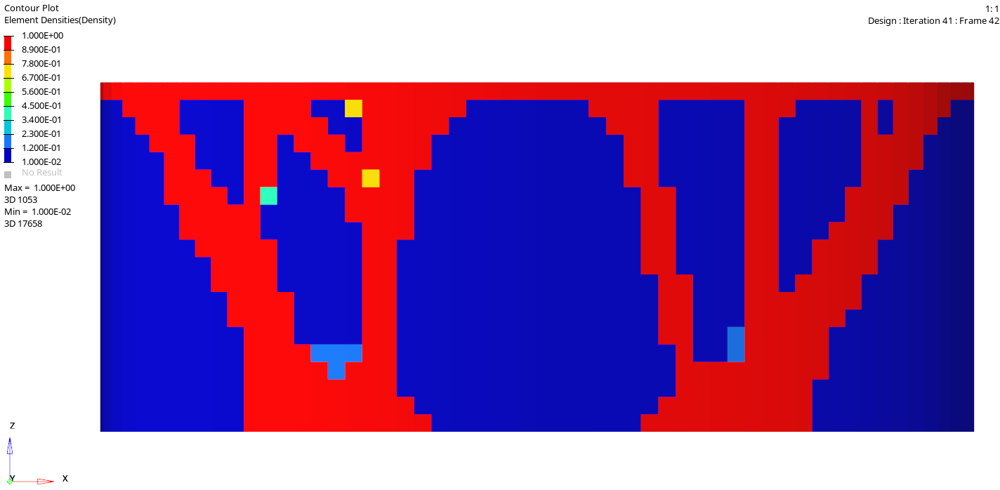 Contour Plot
Element Densities(Density)
1.000E+00
8.900E-01
7.800E-01
6.700E-01
5.600E-01
4.500E-01
3.400E-01
2.300E-01
1.200E-01
1.000E-02
No Result
Max = 1.000E+00
3D 1053
Min = 1.000E-02
3D 17658
1: 1
Design : Iteration 41 : Frame 42
Z
Y
X